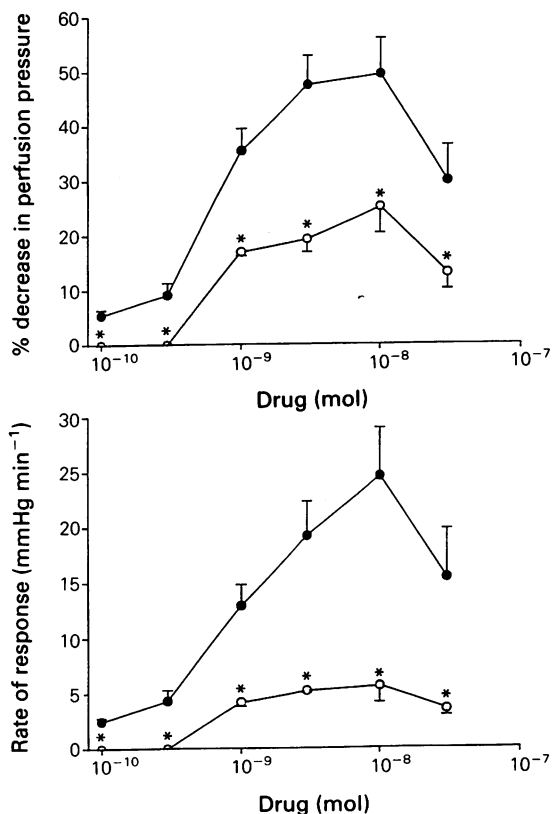 60
50
40
30
20
10
0
% decrease in perfusion pressure
* * * * * *
10⁻¹⁰ 10⁻⁹ 10⁻⁸ 10⁻⁷
Drug (mol)
30
25
20
15
10
5
0
Rate of response (mmHg min⁻¹)
* * * * * *
10⁻¹⁰ 10⁻⁹ 10⁻⁸ 10⁻⁷
Drug (mol)